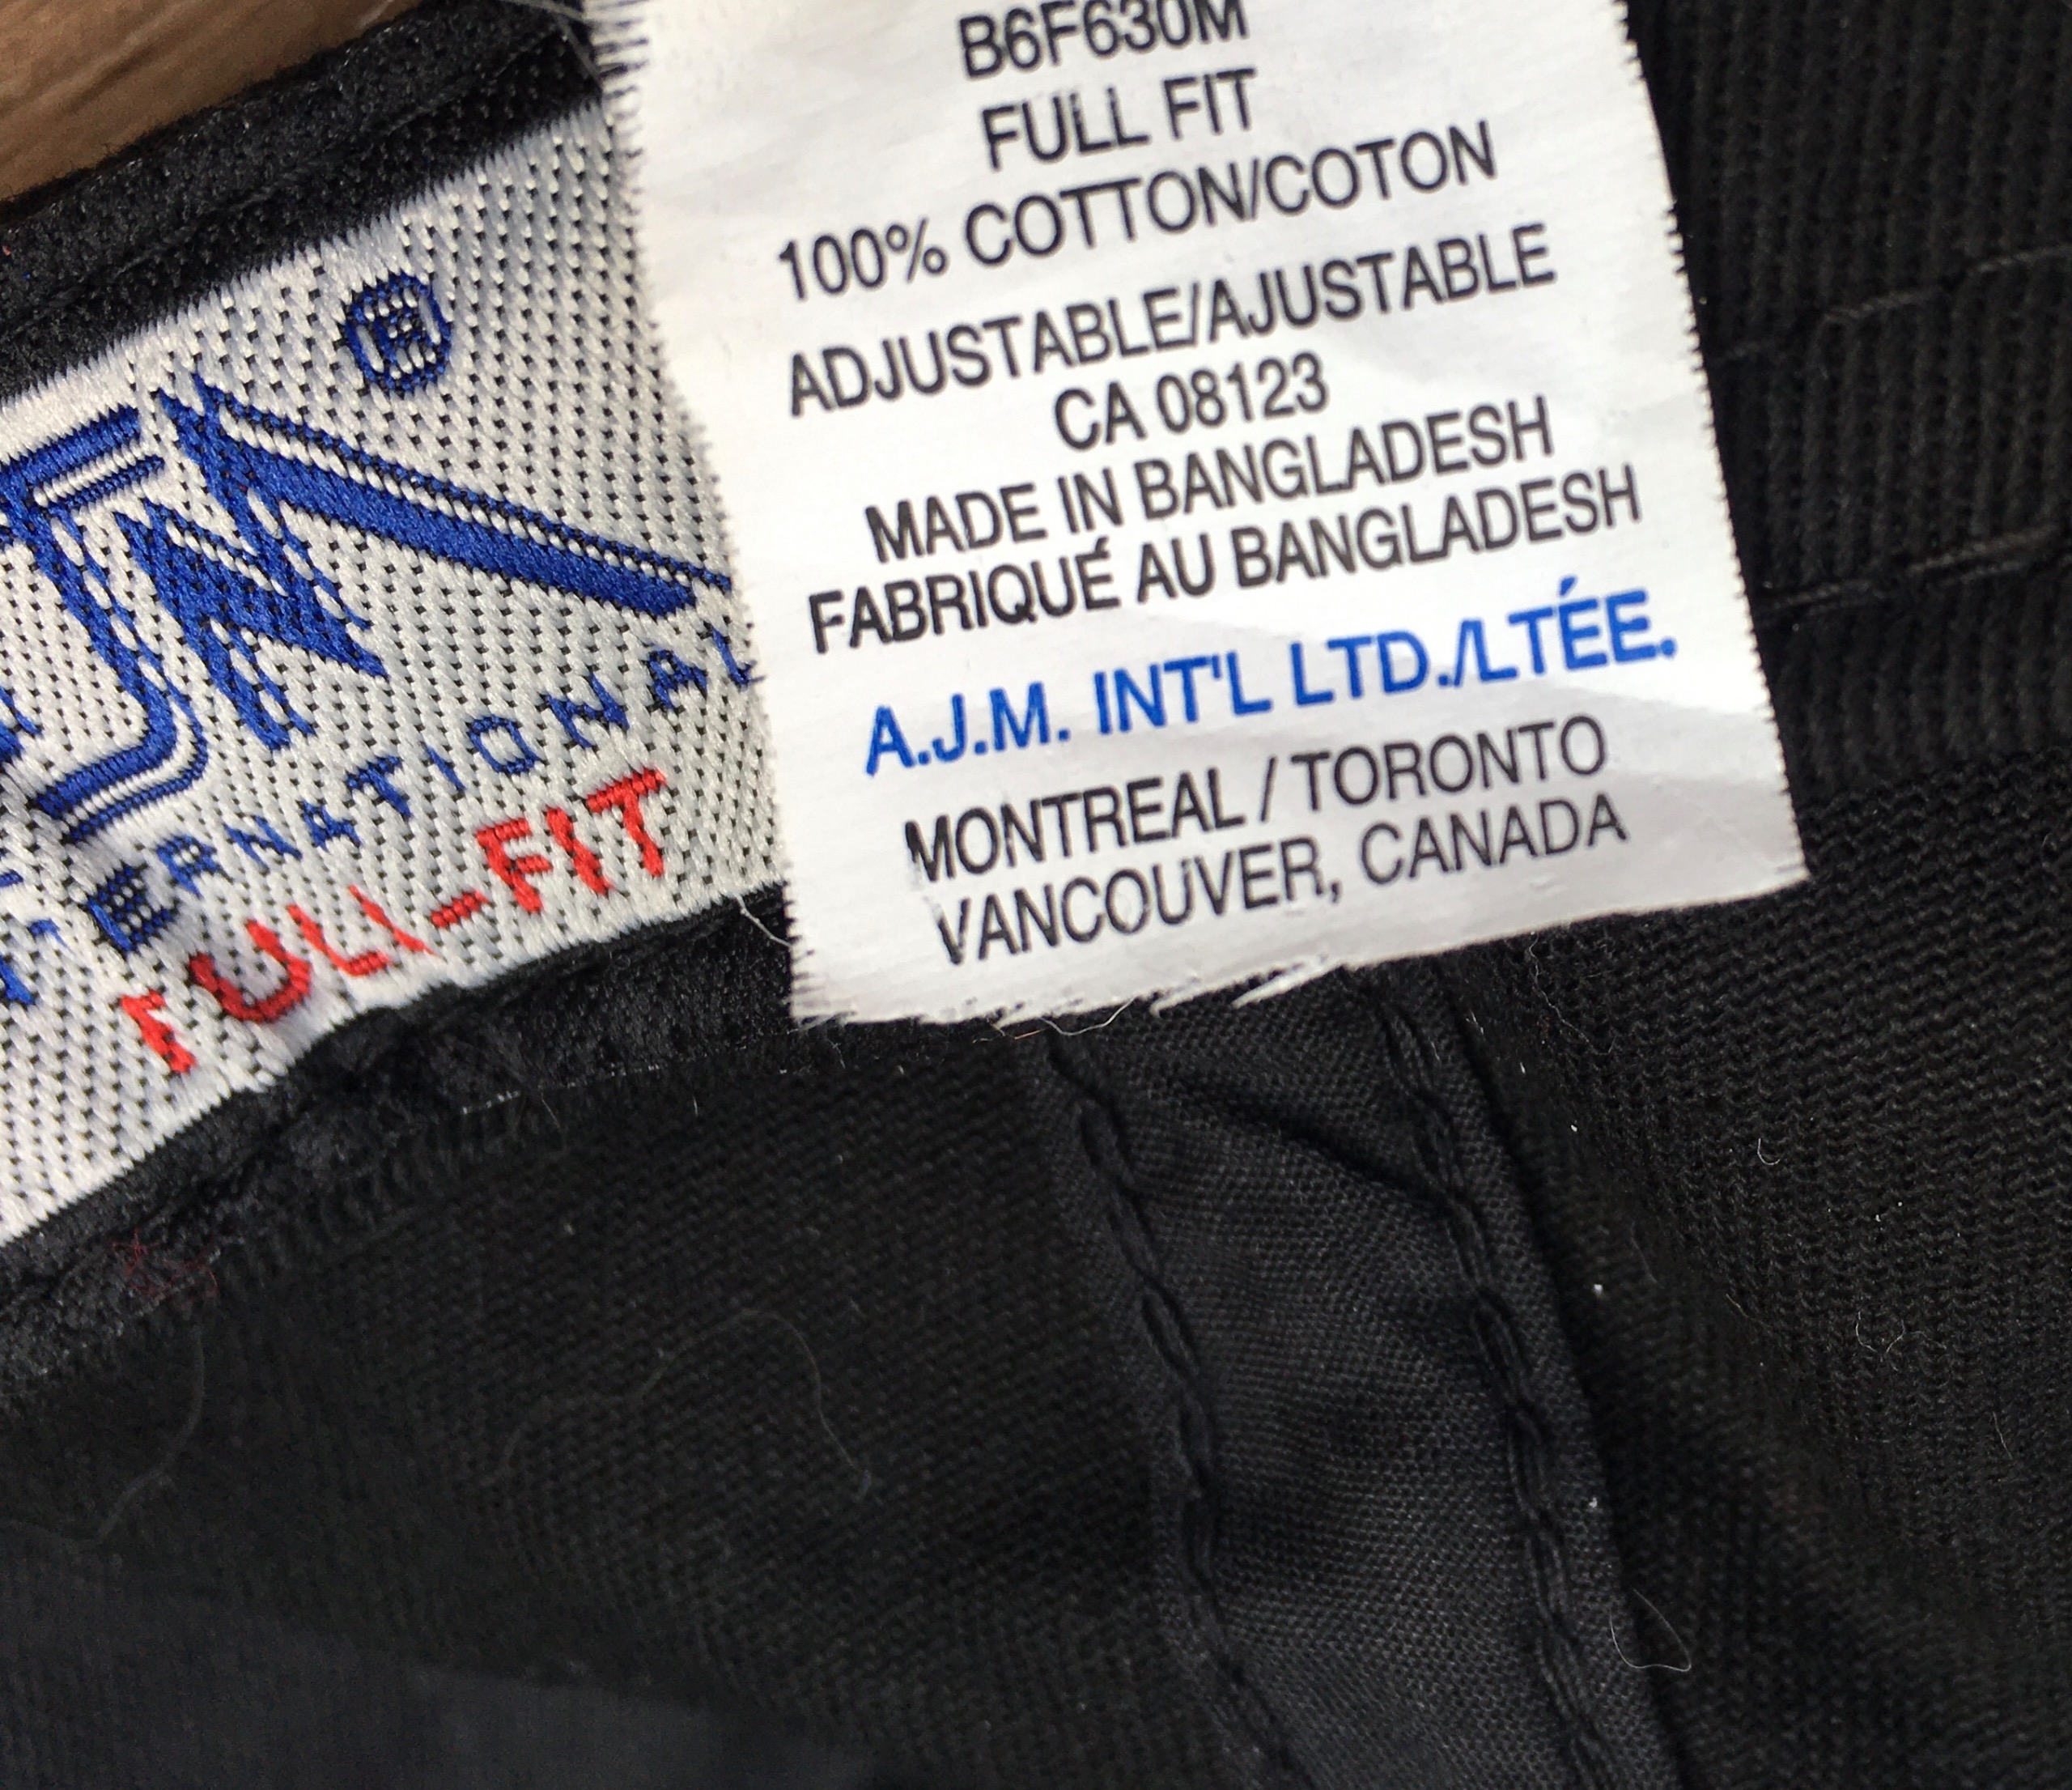 B6F630M
FULL FIT
100% COTTON/COTON
ADJUSTABLE/AJUSTABLE
CA 08123
MADE IN BANGLADESH
FABRIQUÉ AU BANGLADESH
A.J.M. INT'L LTD./LTÉE.
MONTREAL / TORONTO
VANCOUVER, CANADA
®
ERNATIONAL
FULL-FIT